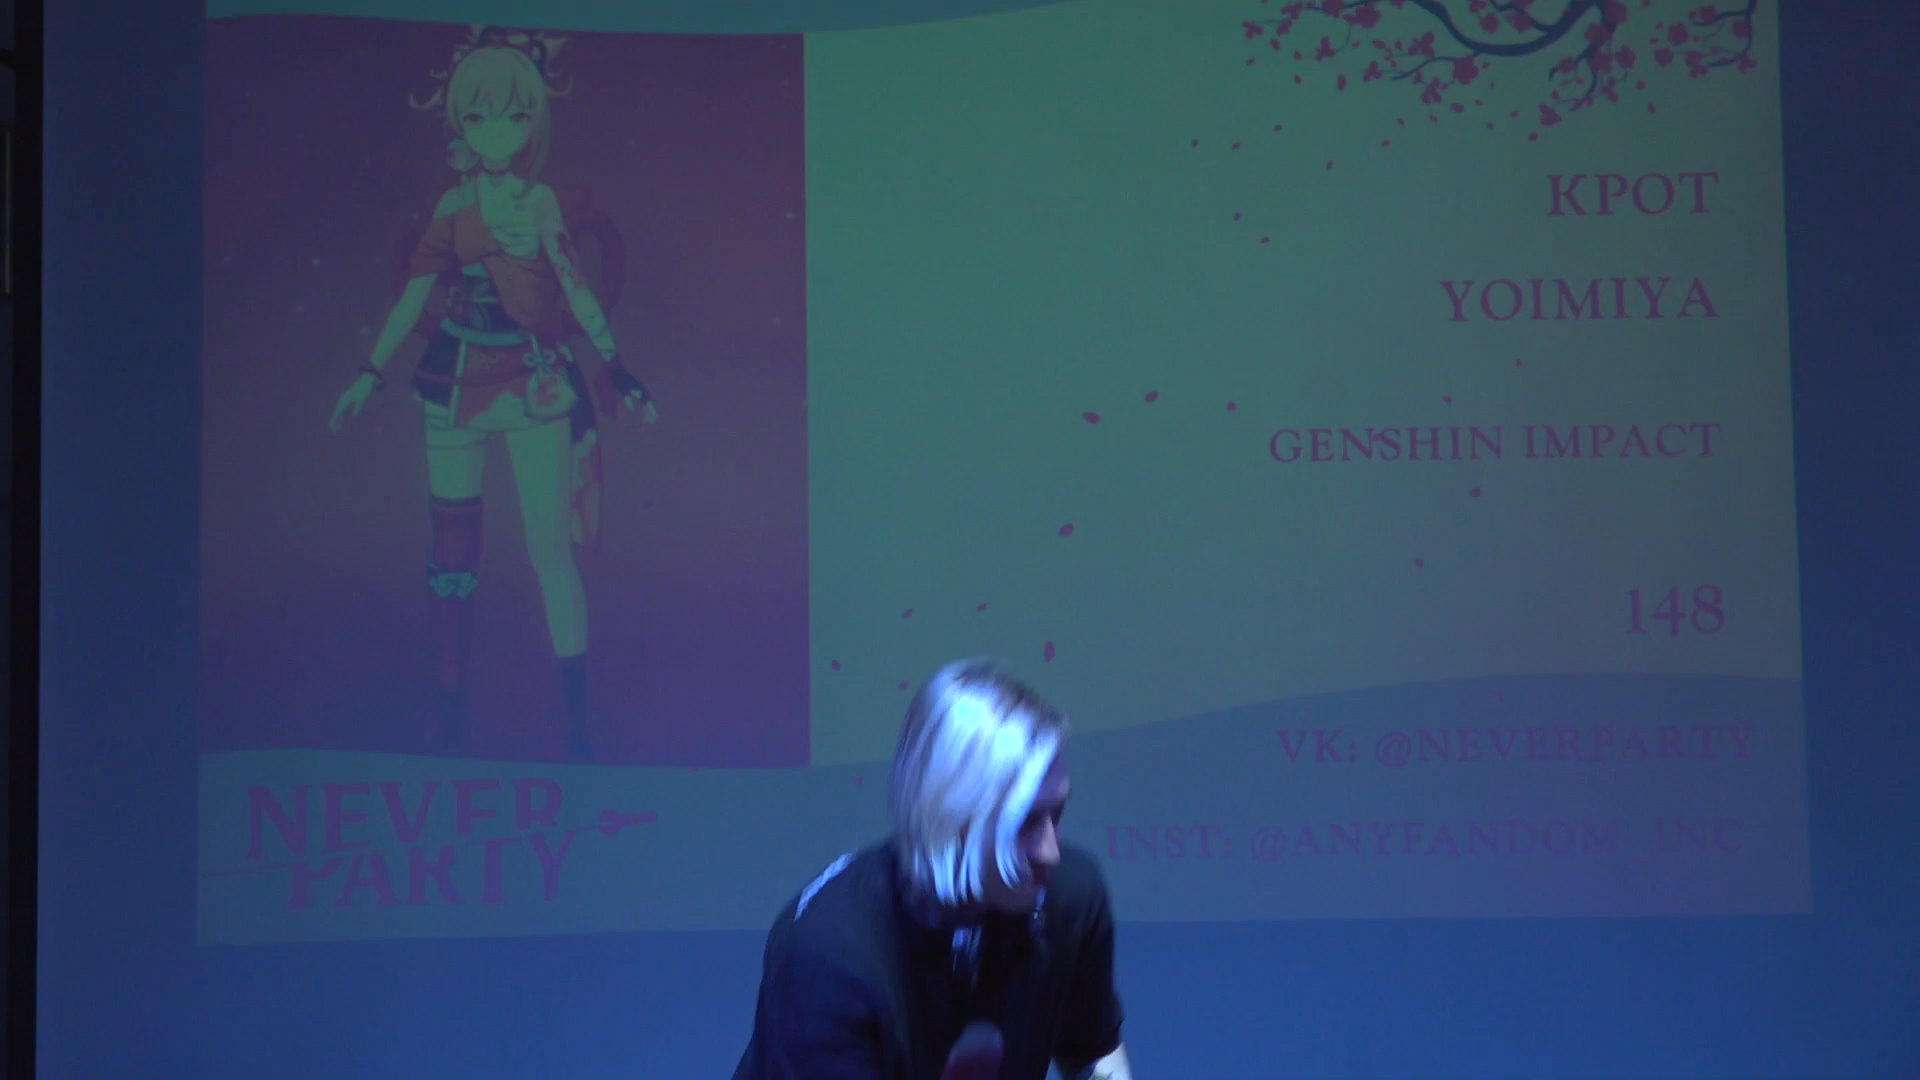 КРОТ
YOIMIYA
GENSHIN IMPACT
148
VK: @NEVERPARTY
INST: @ANYFANDOM_INC
NEVER
PARTY